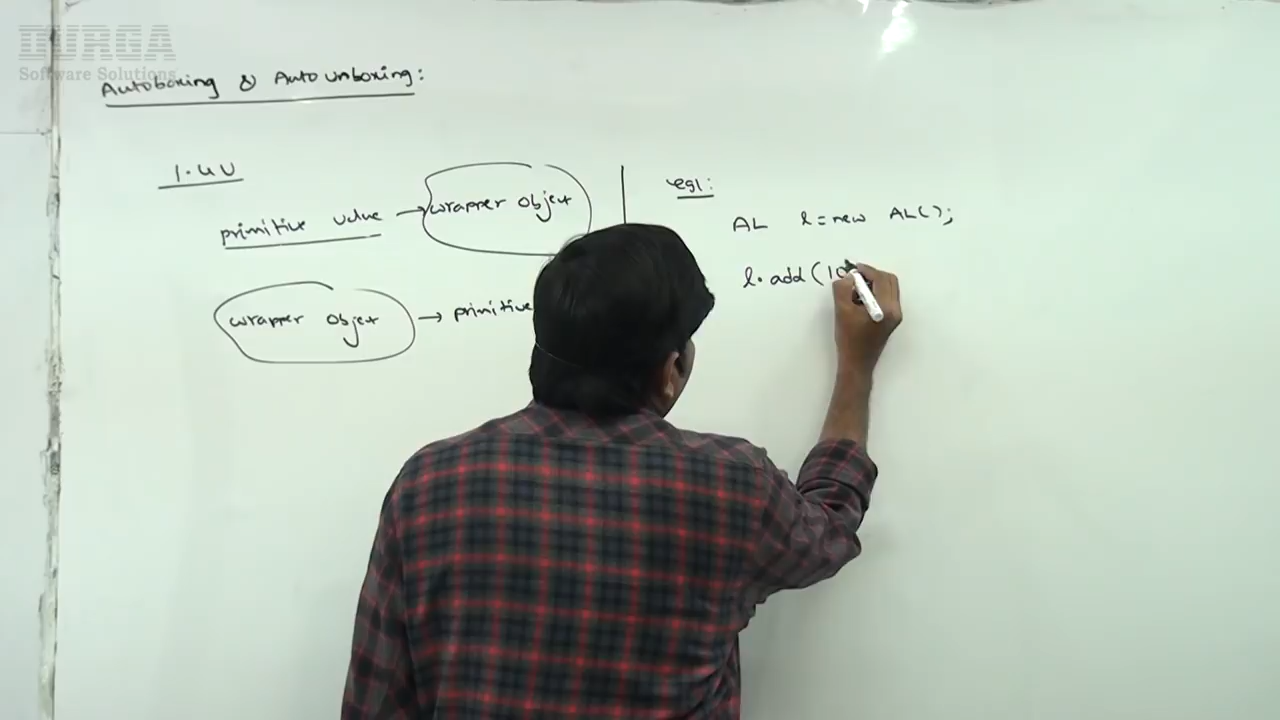 DURGA
Software Solutions
Autoboxing & Autounboxing:
1.4V
primitive value → wrapper object
wrapper object → primitive
eg1:
AL l = new AL();
l.add(10